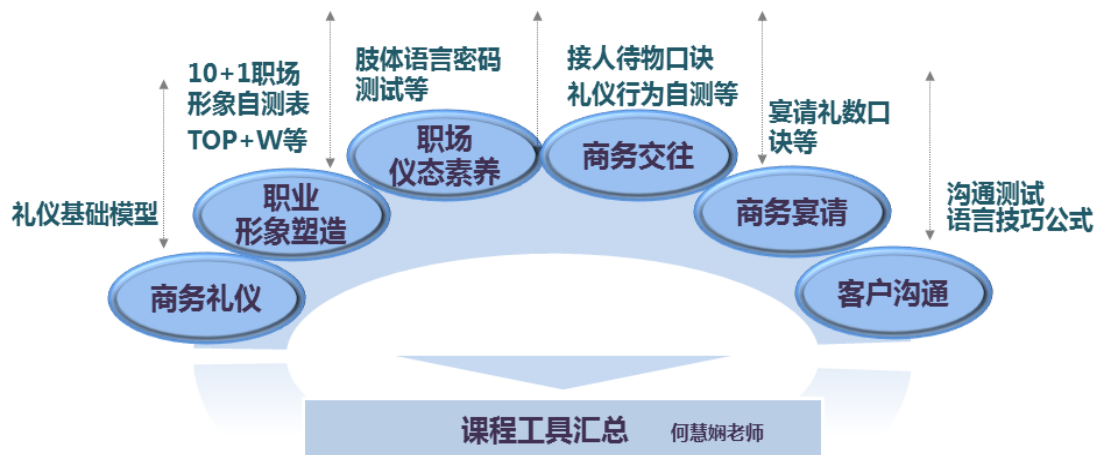 礼仪基础模型
商务礼仪
10+1职场
形象自测表
TOP+W等
职业
形象塑造
肢体语言密码
测试等
职场
仪态素养
接人待物口诀
礼仪行为自测等
商务交往
宴请礼数口
诀等
商务宴请
沟通测试
语言技巧公式
客户沟通
课程工具汇总 何慧娴老师